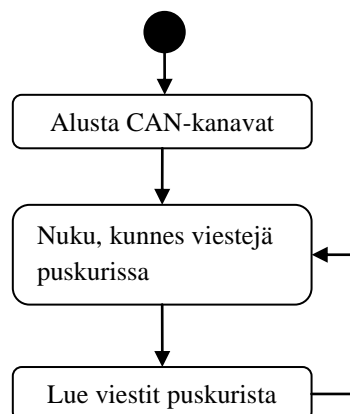 Alusta CAN-kanavat
Nuku, kunnes viestejä
puskurissa
Lue viestit puskurista